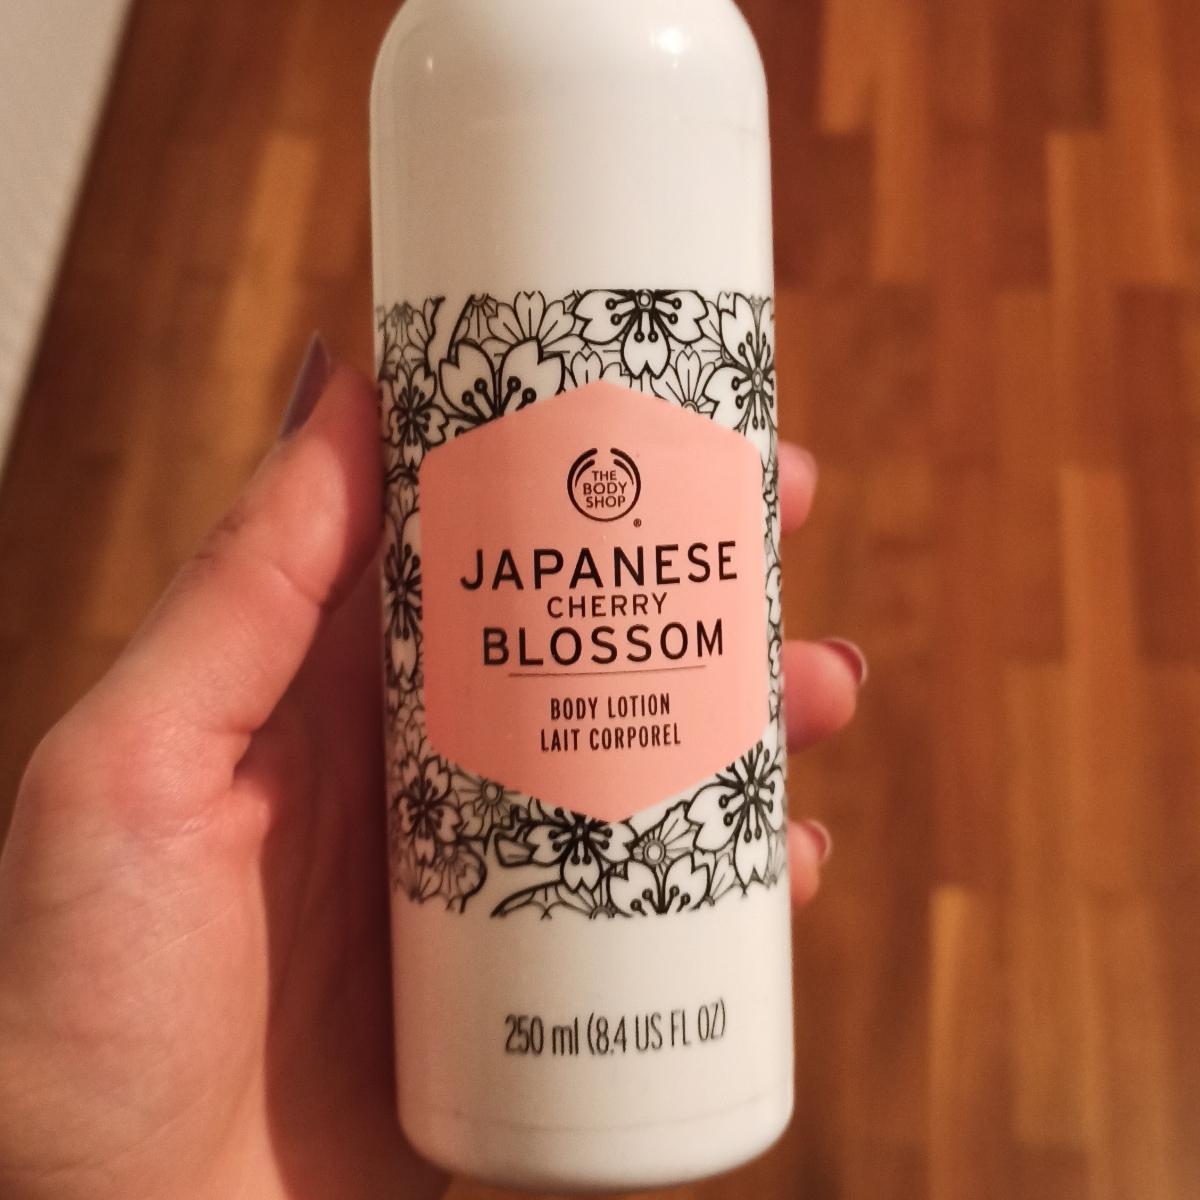 THE
BODY
SHOP
®
JAPANESE
CHERRY
BLOSSOM
BODY LOTION
LAIT CORPOREL
250 ml (8.4 US FL OZ)